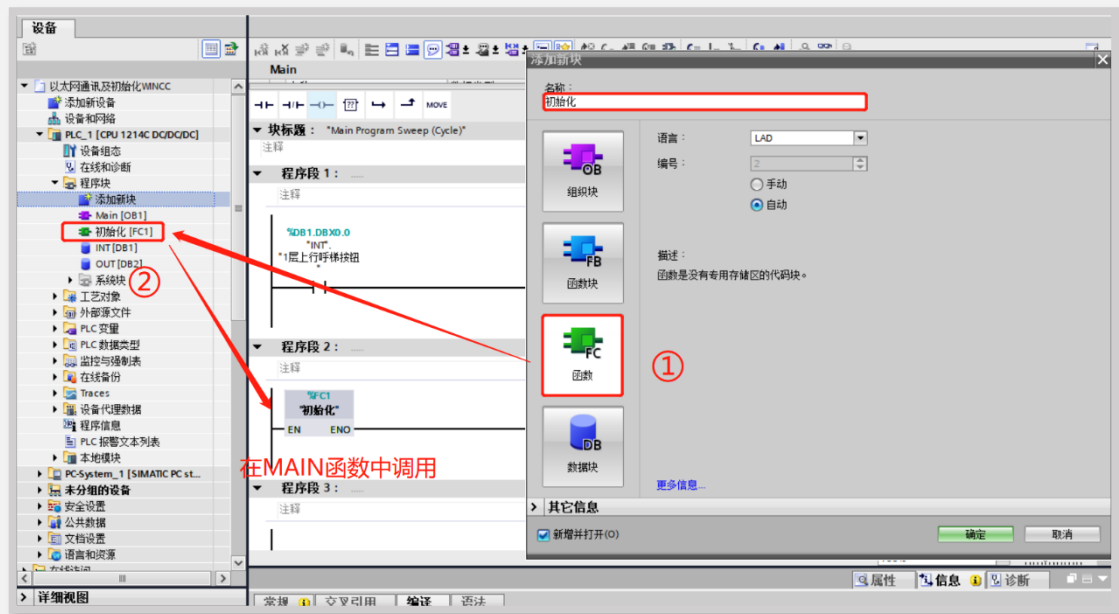 设备
以太网通讯及初始化WINCC
添加新设备
设备和网络
PLC_1 [CPU 1214C DC/DC/DC]
设备组态
在线和诊断
程序块
添加新块
Main [OB1]
初始化 [FC1]
INT [DB1]
OUT [DB2]
系统块
②
工艺对象
外部源文件
PLC 变量
PLC 数据类型
监控与强制表
在线备份
Traces
设备代理数据
程序信息
PLC 报警文本列表
本地模块
PC-System_1 [SIMATIC PC st...
未分组的设备
安全设置
公共数据
文档设置
语言和资源
详细视图
Main
MOVE
块标题： "Main Program Sweep (Cycle)"
注释
程序段 1：
注释
%DB1.DBX0.0
"INT".
"1层上行呼梯按钮
"
程序段 2：
注释
%FC1
"初始化"
EN ENO
在MAIN函数中调用
程序段 3：
注释
添加新块
名称：
初始化
OB
组织块
FB
函数块
FC
函数
DB
数据块
语言： LAD
编号： 2
手动
自动
描述：
函数是没有专用存储区的代码块。
①
更多信息...
其它信息
新增并打开(O)
确定 取消
属性 信息 诊断
常规 交叉引用 编译 语法